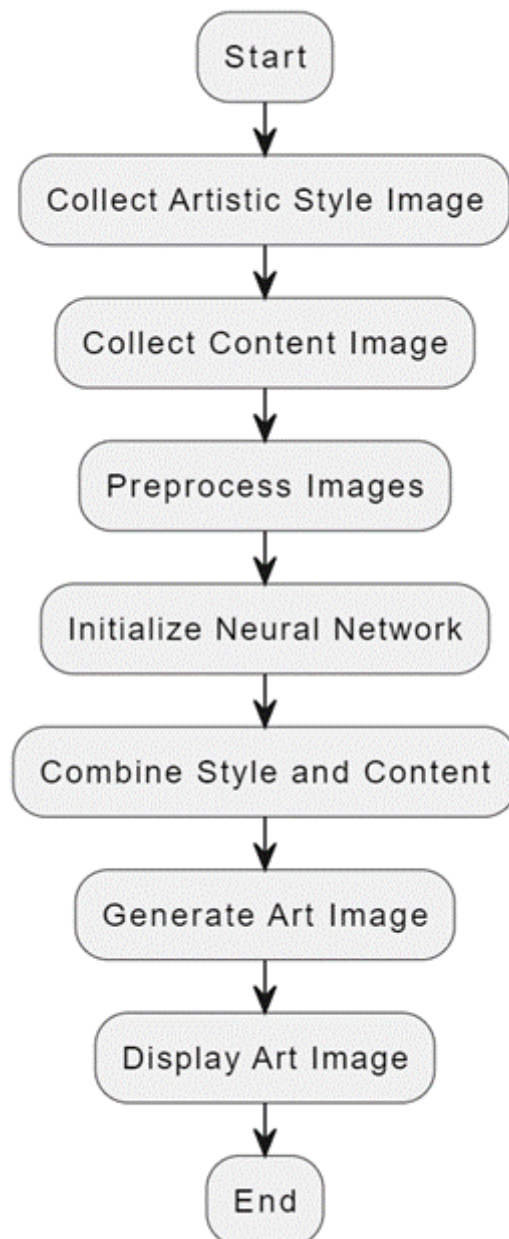 Start
Collect Artistic Style Image
Collect Content Image
Preprocess Images
Initialize Neural Network
Combine Style and Content
Generate Art Image
Display Art Image
End